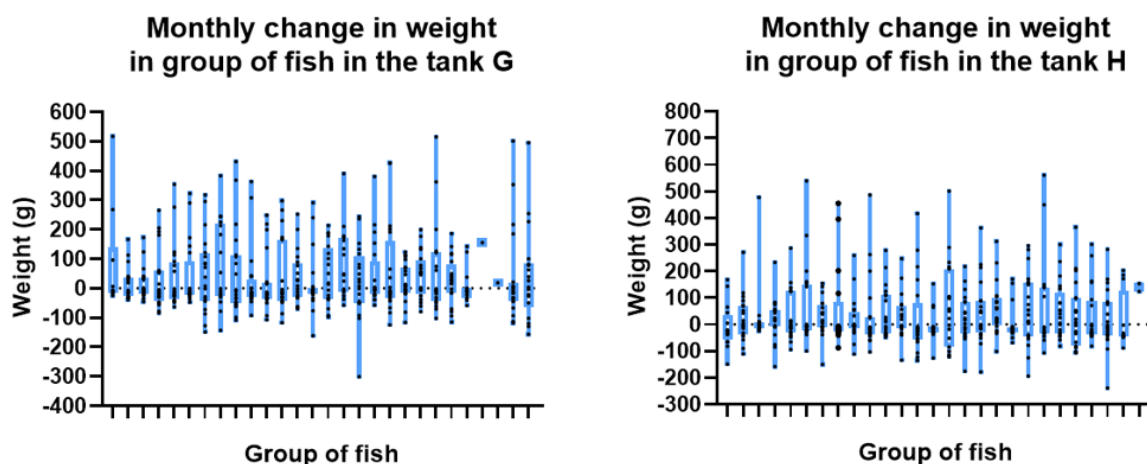 Monthly change in weight
in group of fish in the tank G
600
500
400
300
200
100
0
-100
-200
-300
-400
Weight (g)
Group of fish
Monthly change in weight
in group of fish in the tank H
800
700
600
500
400
300
200
100
0
-100
-200
-300
Weight (g)
Group of fish